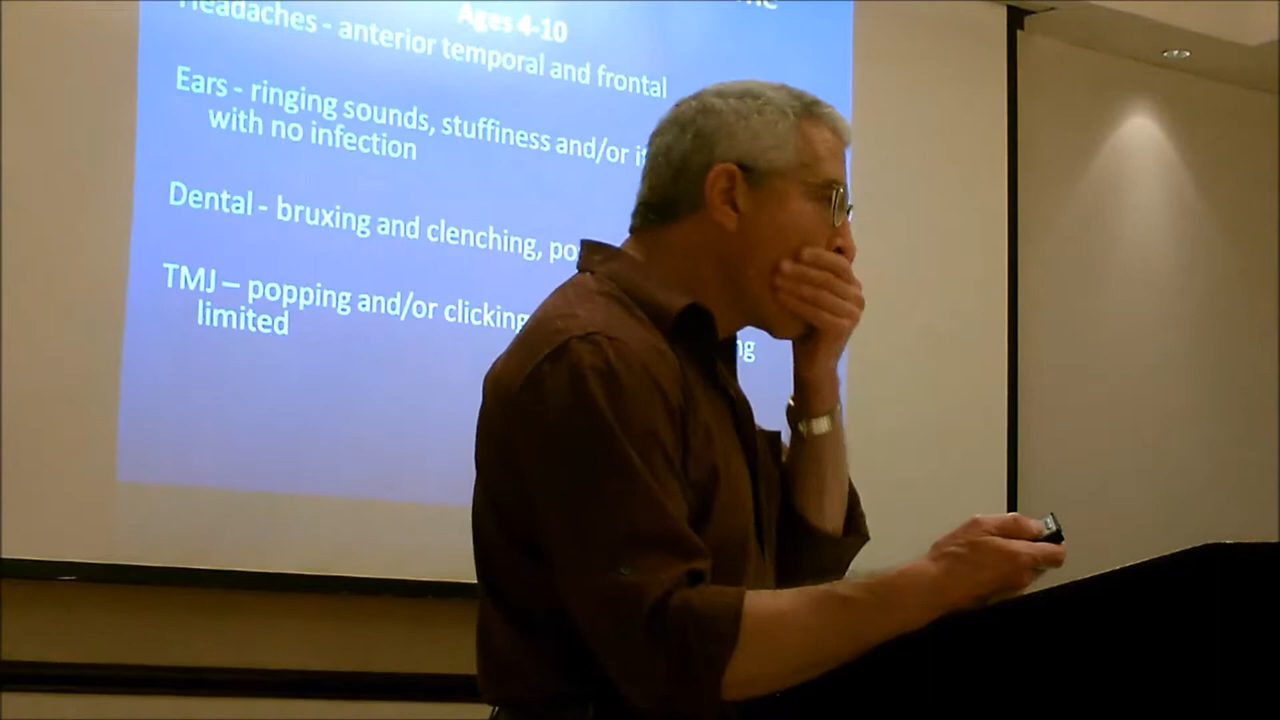 Ages 4-10
Headaches - anterior temporal and frontal
Ears - ringing sounds, stuffiness and/or
with no infection
Dental - bruxing and clenching,
TMJ – popping and/or clicking
limited